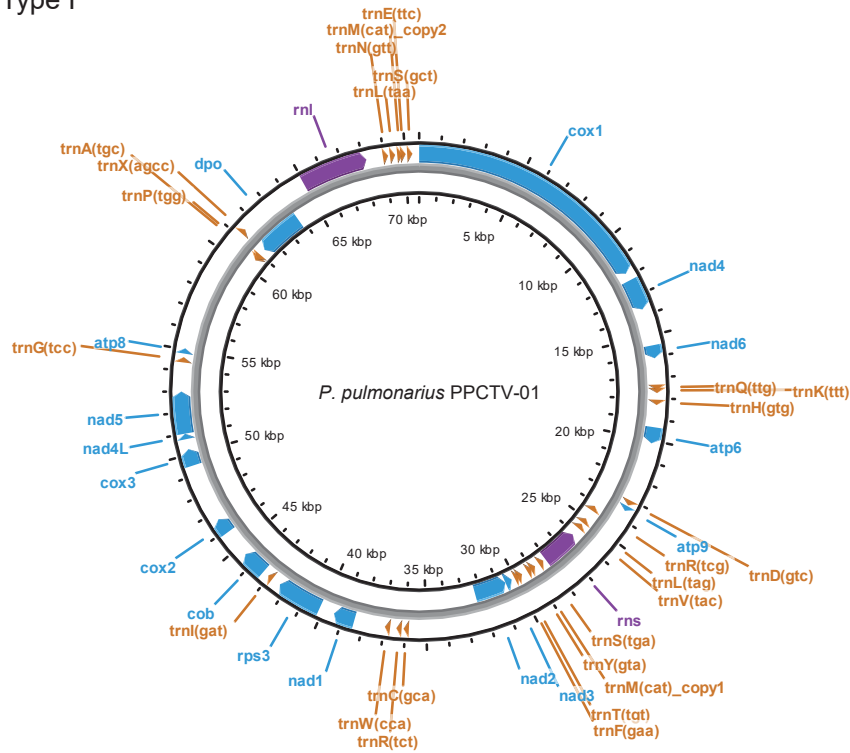 Type I
trnE(ttc)
trnM(cat)_copy2
trnN(gtt)
trnS(gct)
trnL(taa)
rnl
cox1
trnA(tgc)
trnX(agcc)
dpo
trnP(tgg)
70 kbp
65 kbp
5 kbp
nad4
10 kbp
60 kbp
atp8
trnG(tcc)
55 kbp
15 kbp
nad6
P. pulmonarius PPCTV-01
trnQ(ttg)
trnK(ttt)
trnH(gtg)
nad5
nad4L
50 kbp
20 kbp
atp6
cox3
45 kbp
25 kbp
40 kbp
35 kbp
30 kbp
atp9
trnD(gtc)
trnR(tcg)
trnL(tag)
trnV(tac)
cox2
cob
trnI(gat)
rns
rps3
trnS(tga)
trnY(gta)
nad1
nad2
trnM(cat)_copy1
nad3
trnC(gca)
trnT(tgt)
trnW(cca)
trnF(gaa)
trnR(tct)